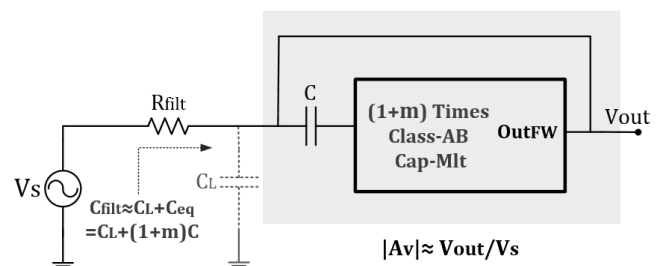 Rfilt
C
(1+m) Times
Class-AB
Cap-Mlt
OutFW
Vout
Vs
CL
Cfilt≈CL+Ceq
=CL+(1+m)C
|Av|≈ Vout/Vs